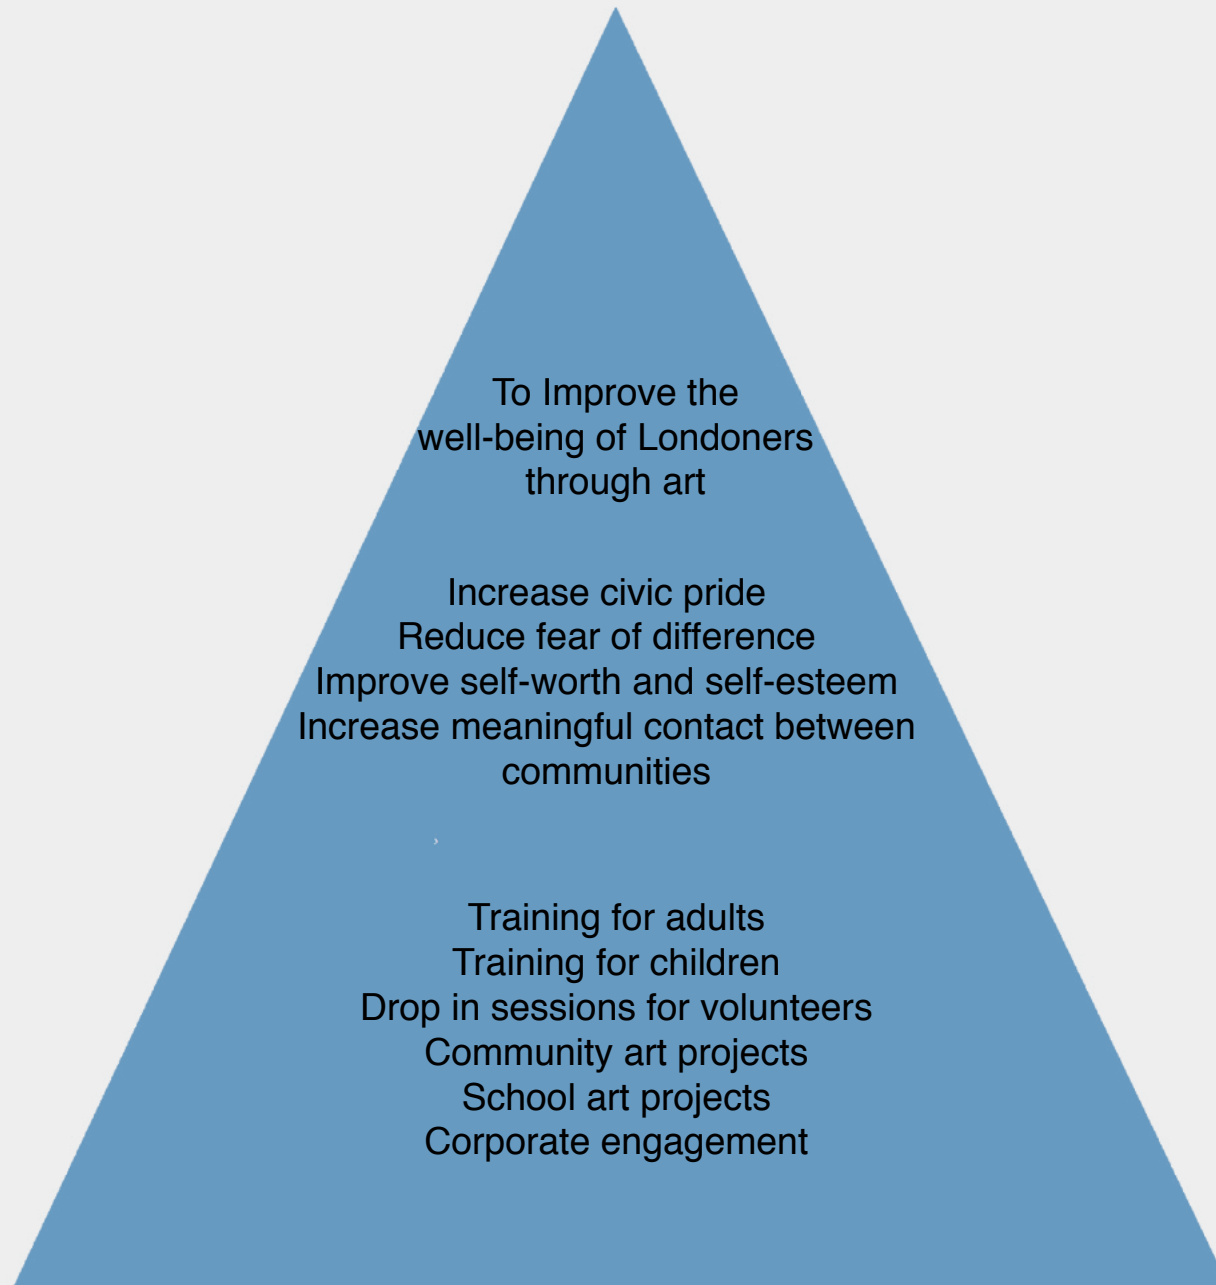 To Improve the
well-being of Londoners
through art
Increase civic pride
Reduce fear of difference
Improve self-worth and self-esteem
Increase meaningful contact between
communities
Training for adults
Training for children
Drop in sessions for volunteers
Community art projects
School art projects
Corporate engagement